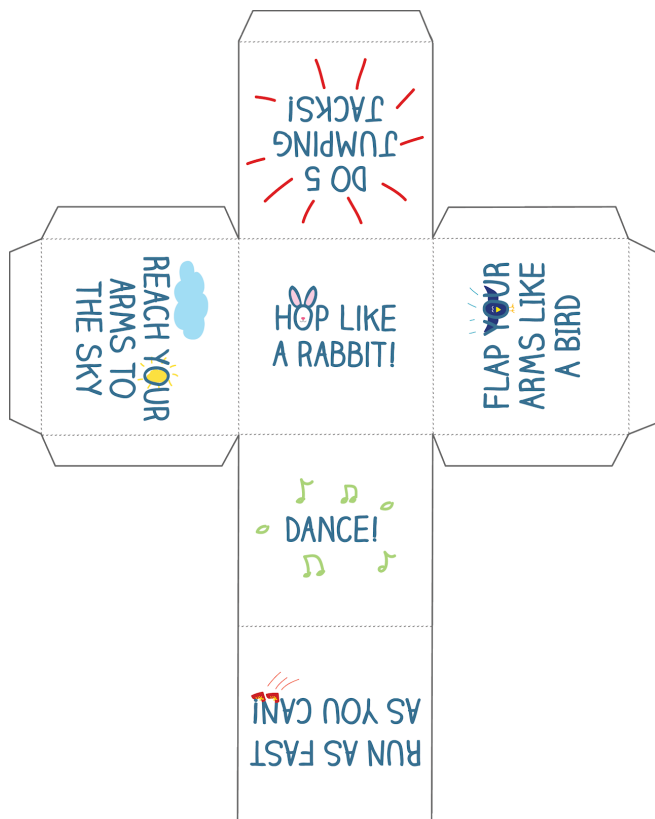 DO 5
JUMPING
JACKS!
REACH YOUR
ARMS TO
THE SKY
HOP LIKE
A RABBIT!
FLAP YOUR
ARMS LIKE
A BIRD
DANCE!
RUN AS FAST
AS YOU CAN!